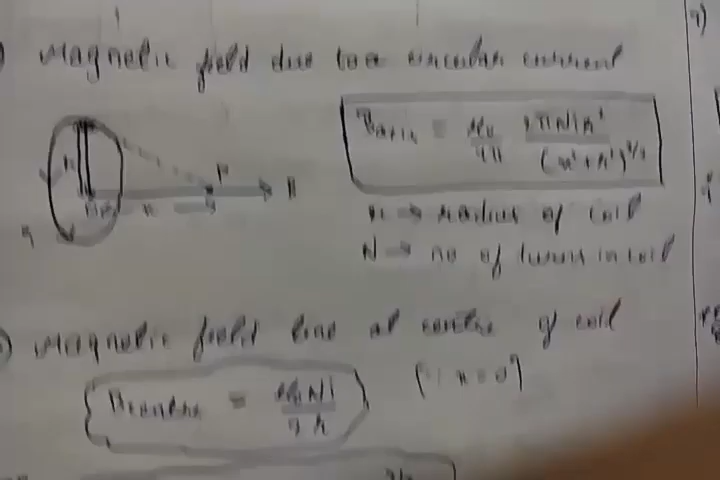 Magnetic field due to a circular current
B axis = μ₀/4π 2πNIR²/(x²+R²)^3/2
P
B
x
R → radius of coil
N → no of turns in coil
Magnetic field line at centre of coil
B centre = μ₀NI/2R (∵ x=0)